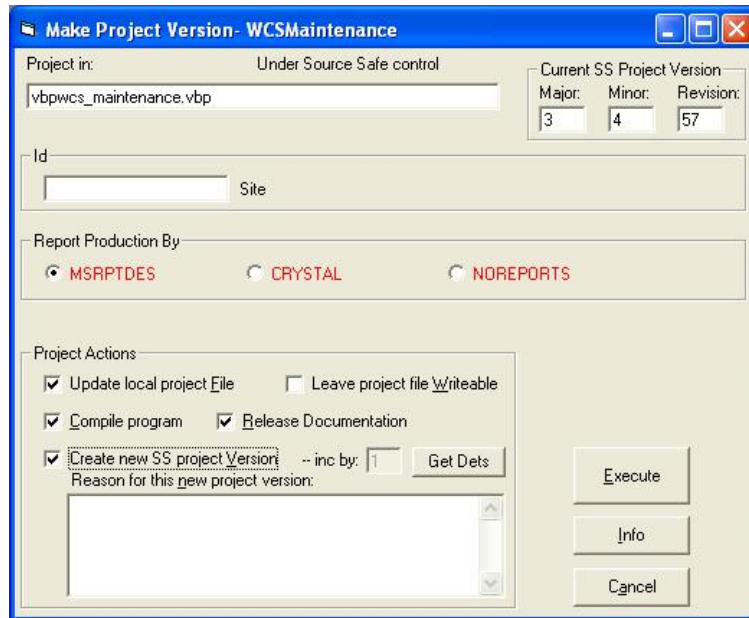 Make Project Version- WCSMaintenance
Project in: Under Source Safe control
vbpwcs_maintenance.vbp
Current SS Project Version
Major: Minor: Revision:
3 4 57
Id
Site
Report Production By
MSRPTDES CRYSTAL NOREPORTS
Project Actions
Update local project File Leave project file Writeable
Compile program Release Documentation
Create new SS project Version -- inc by: 1 Get Dets
Reason for this new project version:
Execute
Info
Cancel